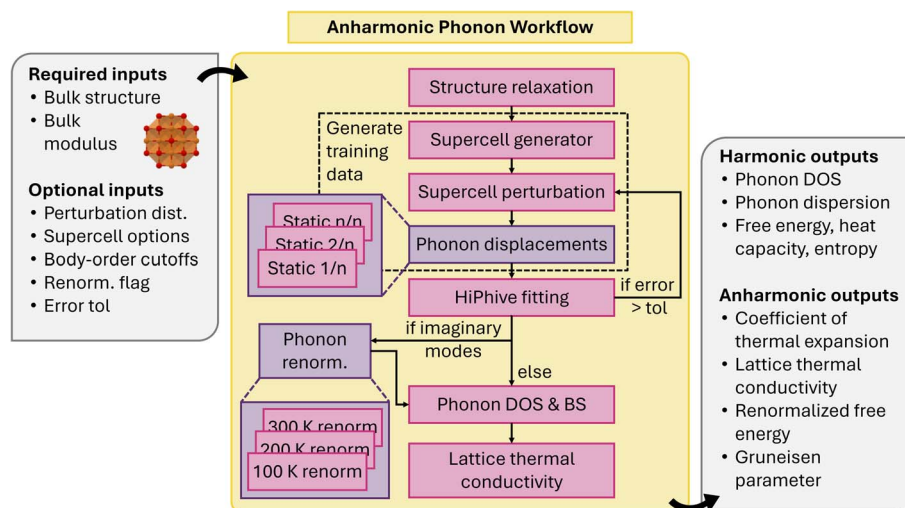 Anharmonic Phonon Workflow
Required inputs
• Bulk structure
• Bulk
modulus
Optional inputs
• Perturbation dist.
• Supercell options
• Body-order cutoffs
• Renorm. flag
• Error tol
Structure relaxation
Generate
training
data
Supercell generator
Supercell perturbation
Static n/n
Static 2/n
Static 1/n
Phonon displacements
HiPhive fitting
if error
> tol
if imaginary
modes
Phonon
renorm.
else
300 K renorm
200 K renorm
100 K renorm
Phonon DOS & BS
Lattice thermal
conductivity
Harmonic outputs
• Phonon DOS
• Phonon dispersion
• Free energy, heat
capacity, entropy
Anharmonic outputs
• Coefficient of
thermal expansion
• Lattice thermal
conductivity
• Renormalized free
energy
• Gruneisen
parameter